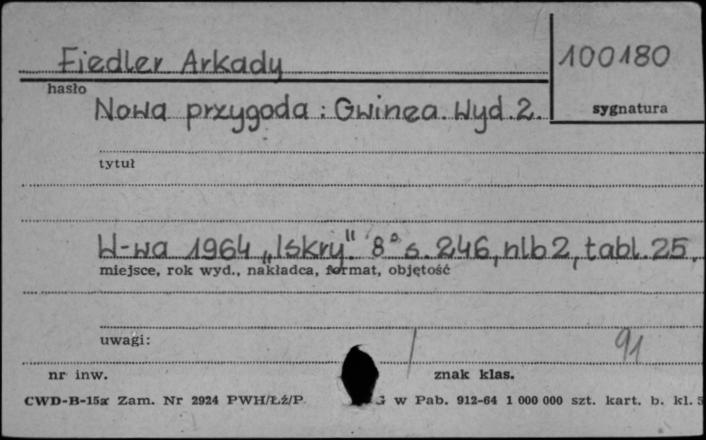 Fiedler Arkady
100180
hasło
sygnatura
Nowa przygoda : Gwinea. Wyd. 2.
tytuł
W-wa 1964 „Iskry". 8° s. 246, nlb 2, tabl. 25.
miejsce, rok wyd., nakładca, format, objętość
uwagi:
91
nr inw.
znak klas.
CWD-B-15a Zam. Nr 2924 PWH/Łź/P G w Pab. 912-64 1 000 000 szt. kart. b. kl. 5